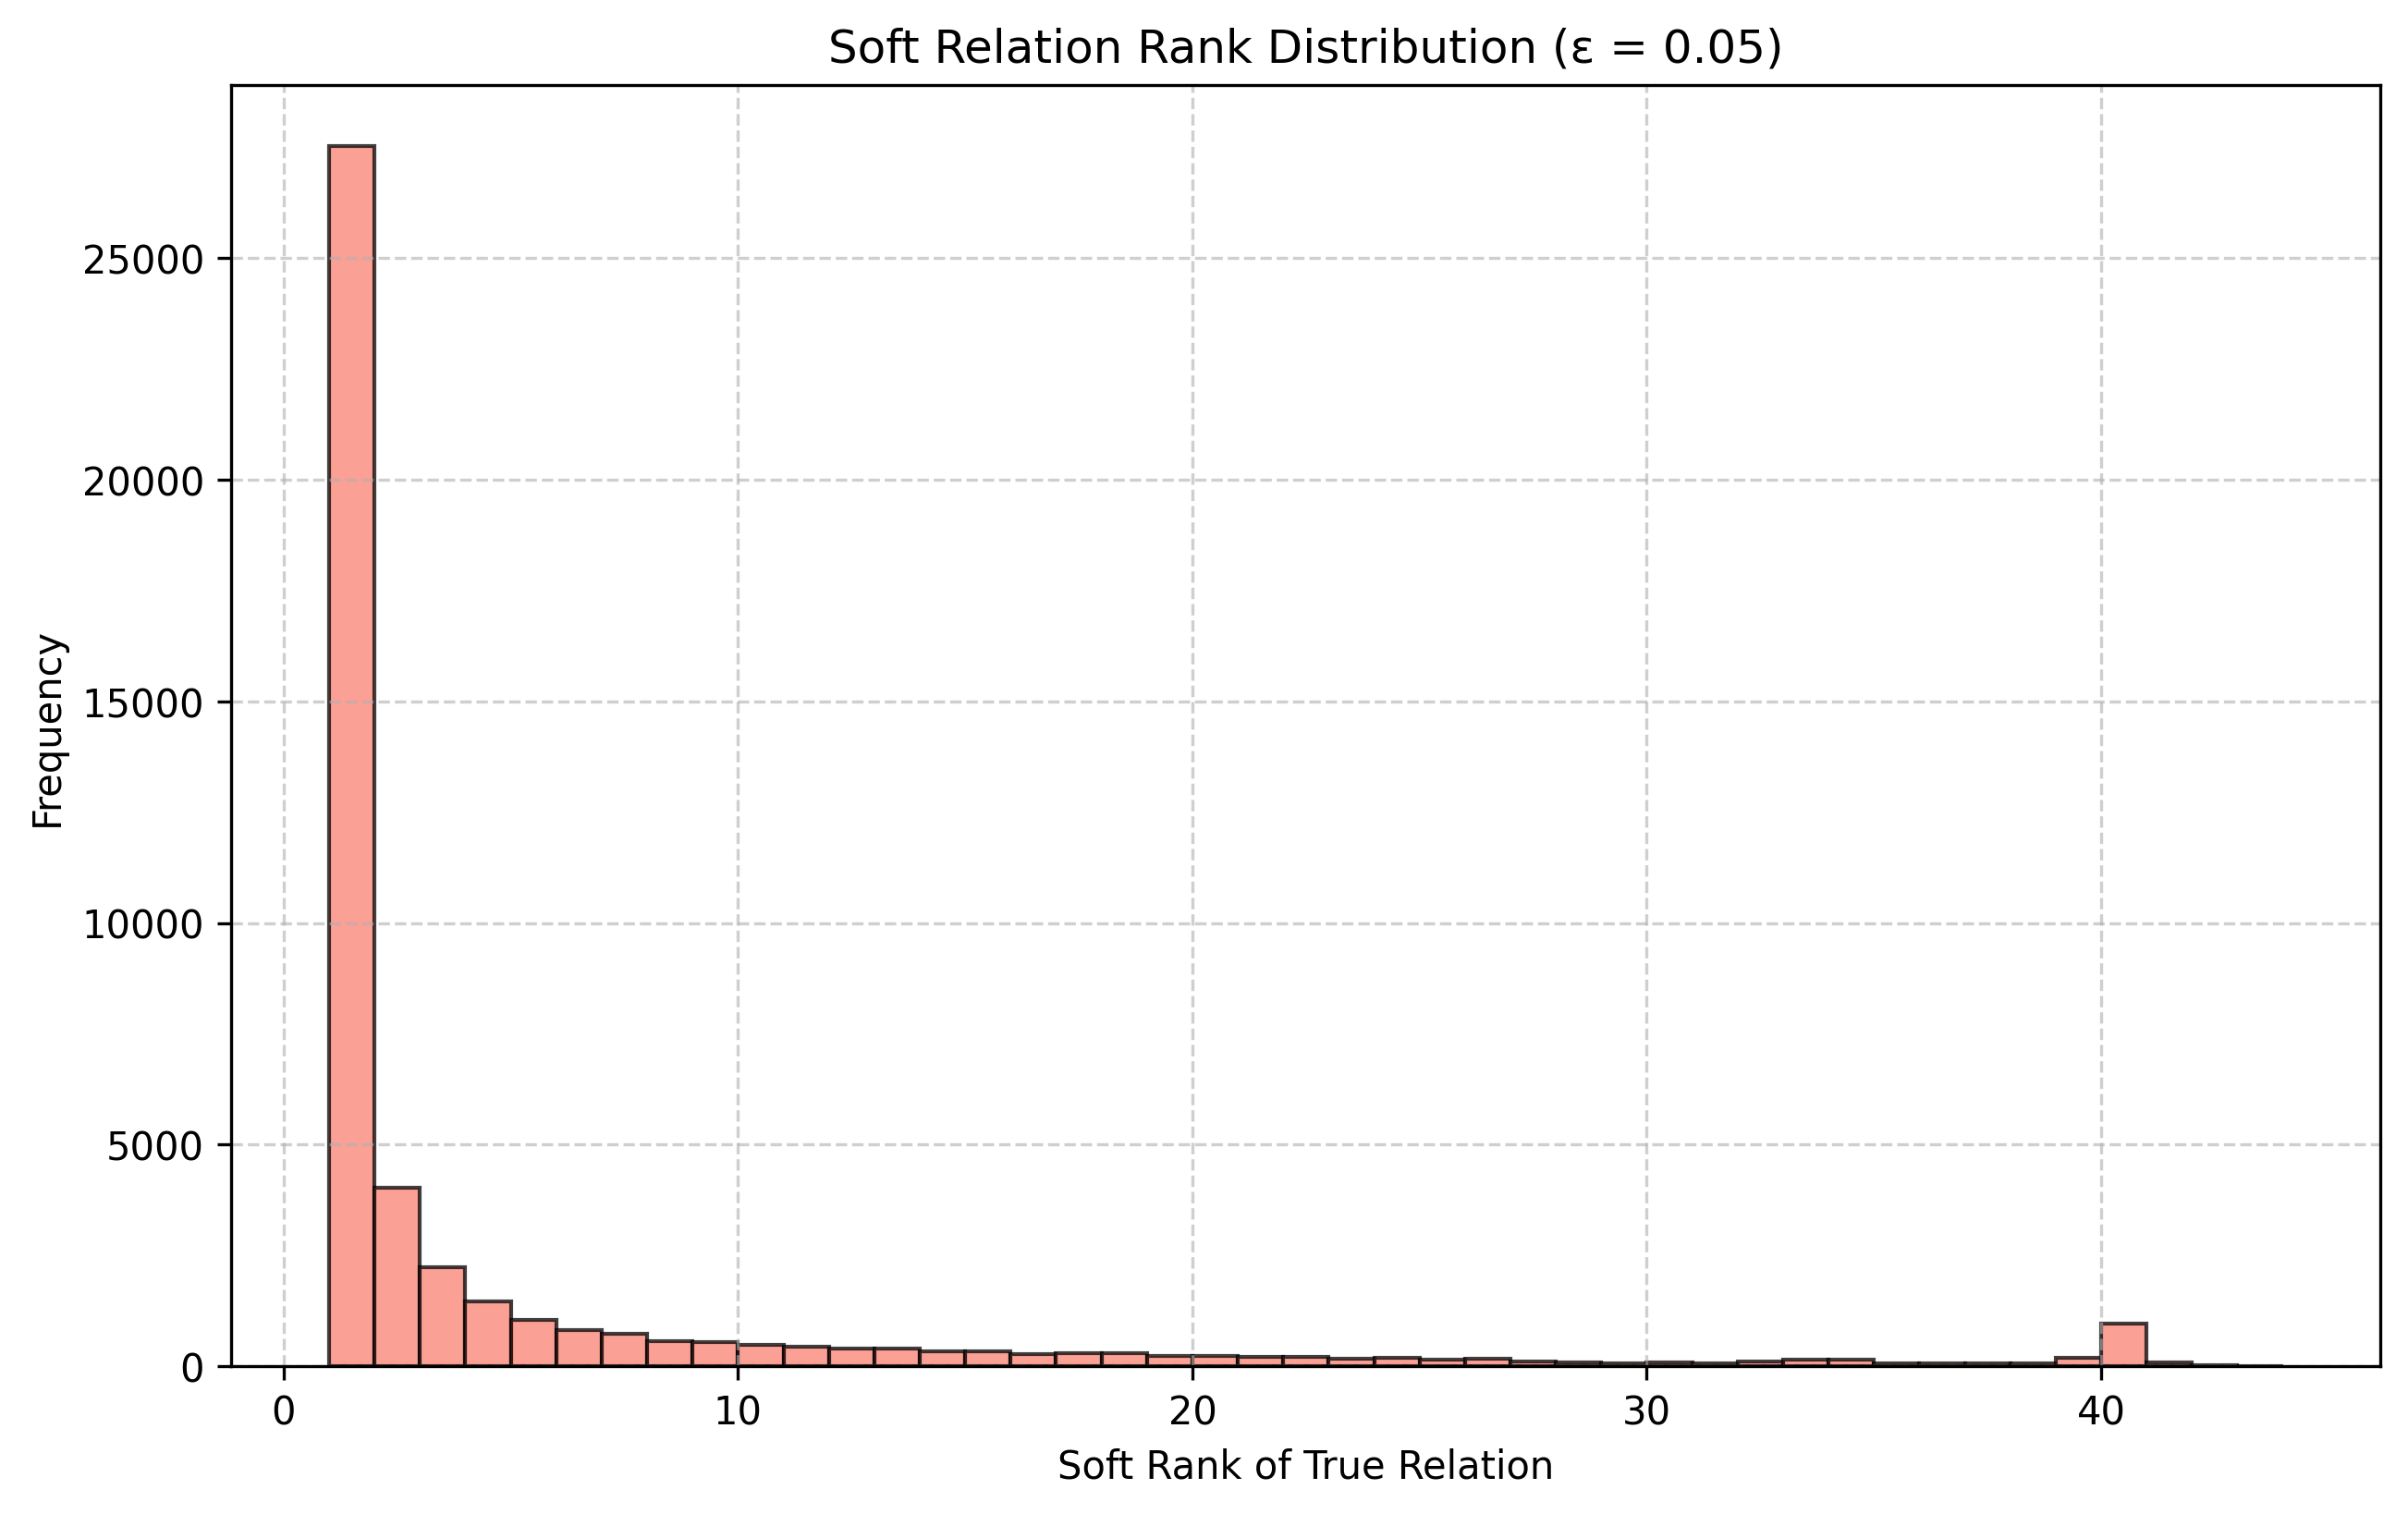 Soft Relation Rank Distribution (ε = 0.05)
Frequency
25000
20000
15000
10000
5000
0
0 10 20 30 40
Soft Rank of True Relation